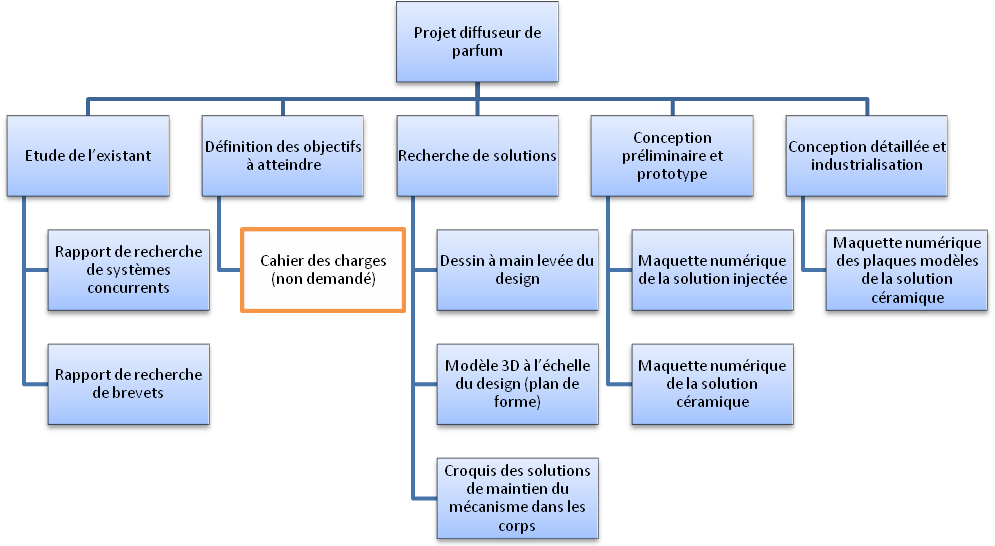 Projet diffuseur de
parfum
Etude de l'existant
Définition des objectifs
à atteindre
Recherche de solutions
Conception
préliminaire et
prototype
Conception détaillée et
industrialisation
Rapport de recherche
de systèmes
concurrents
Rapport de recherche
de brevets
Cahier des charges
(non demandé)
Dessin à main levée du
design
Modèle 3D à l'échelle
du design (plan de
forme)
Croquis des solutions
de maintien du
mécanisme dans les
corps
Maquette numérique
de la solution injectée
Maquette numérique
de la solution
céramique
Maquette numérique
des plaques modèles
de la solution
céramique